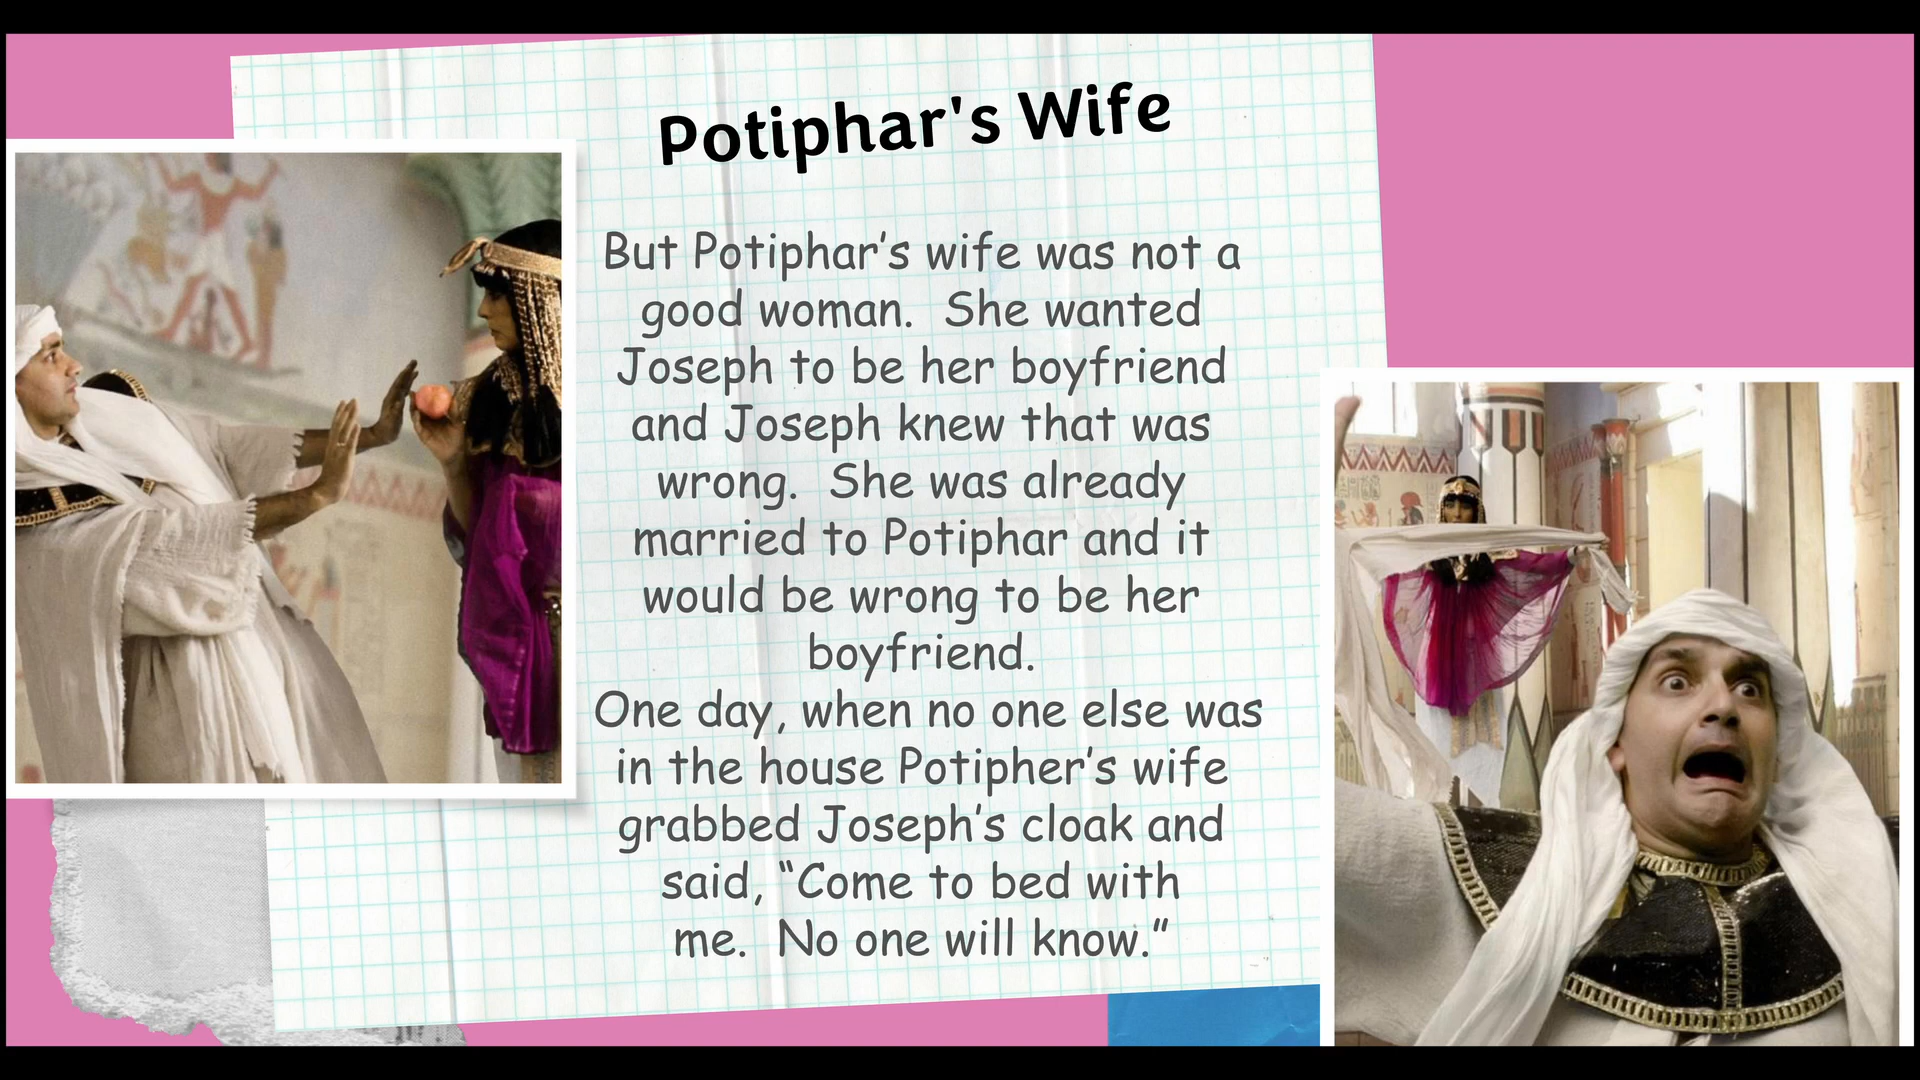 Potiphar's Wife
But Potiphar’s wife was not a
good woman.  She wanted
Joseph to be her boyfriend
and Joseph knew that was
wrong.  She was already
married to Potiphar and it
would be wrong to be her
boyfriend.
One day, when no one else was
in the house Potipher’s wife
grabbed Joseph’s cloak and
said, “Come to bed with
me.  No one will know.”